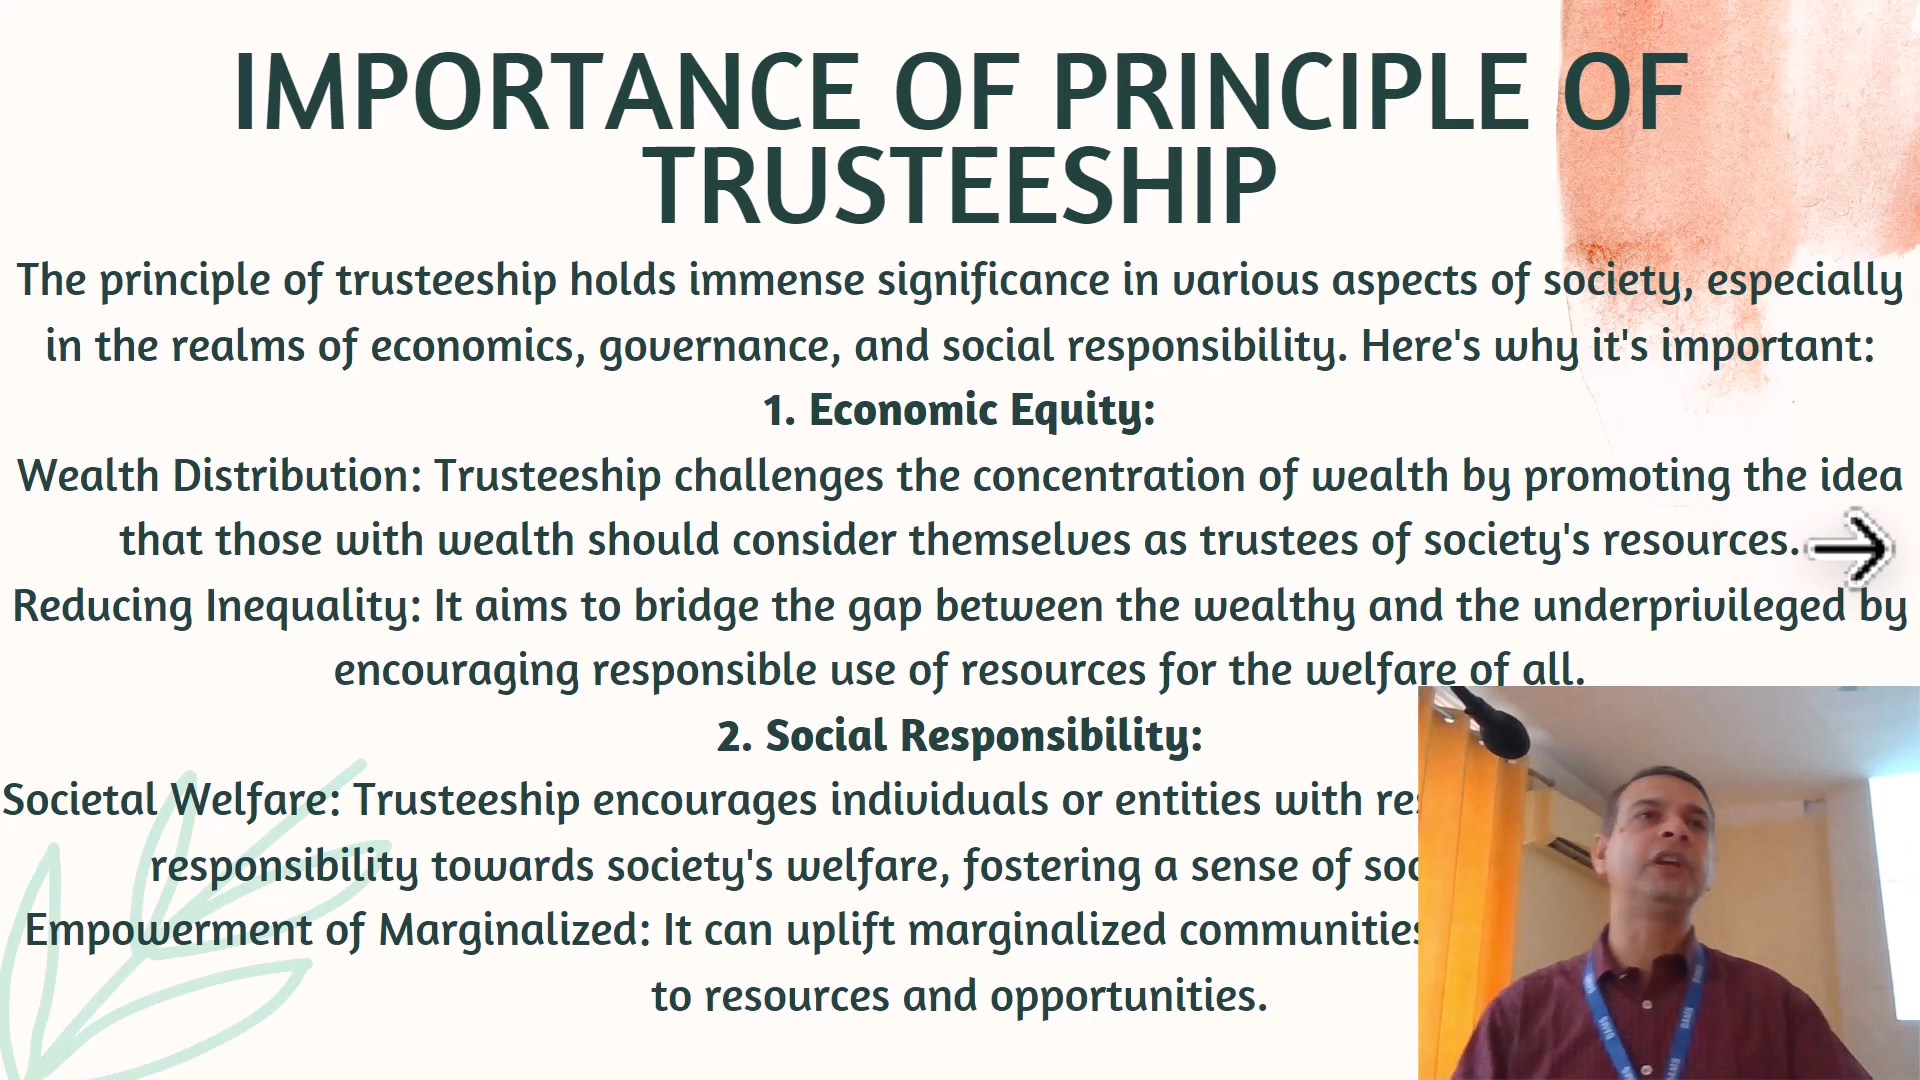 IMPORTANCE OF PRINCIPLE OF
TRUSTEESHIP
The principle of trusteeship holds immense significance in various aspects of society, especially
in the realms of economics, governance, and social responsibility. Here's why it's important:
1. Economic Equity:
Wealth Distribution: Trusteeship challenges the concentration of wealth by promoting the idea
that those with wealth should consider themselves as trustees of society's resources.
Reducing Inequality: It aims to bridge the gap between the wealthy and the underprivileged by
encouraging responsible use of resources for the welfare of all.
2. Social Responsibility:
Societal Welfare: Trusteeship encourages individuals or entities with
responsibility towards society's welfare, fostering a sense of
Empowerment of Marginalized: It can uplift marginalized communities
to resources and opportunities.